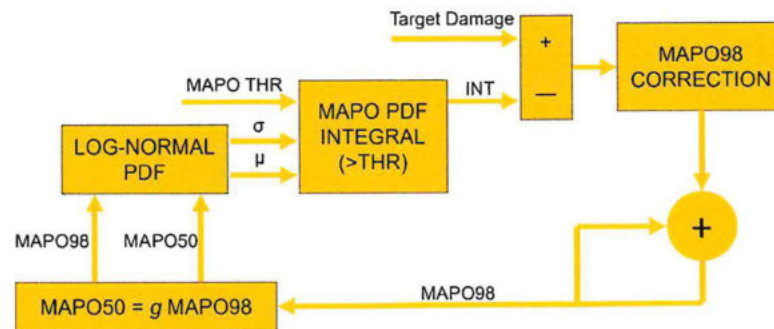 Target Damage
+
—
MAPO98
CORRECTION
MAPO THR
INT
MAPO PDF
INTEGRAL
(>THR)
σ
μ
LOG-NORMAL
PDF
MAPO98
MAPO50
+
MAPO98
MAPO50 = g MAPO98